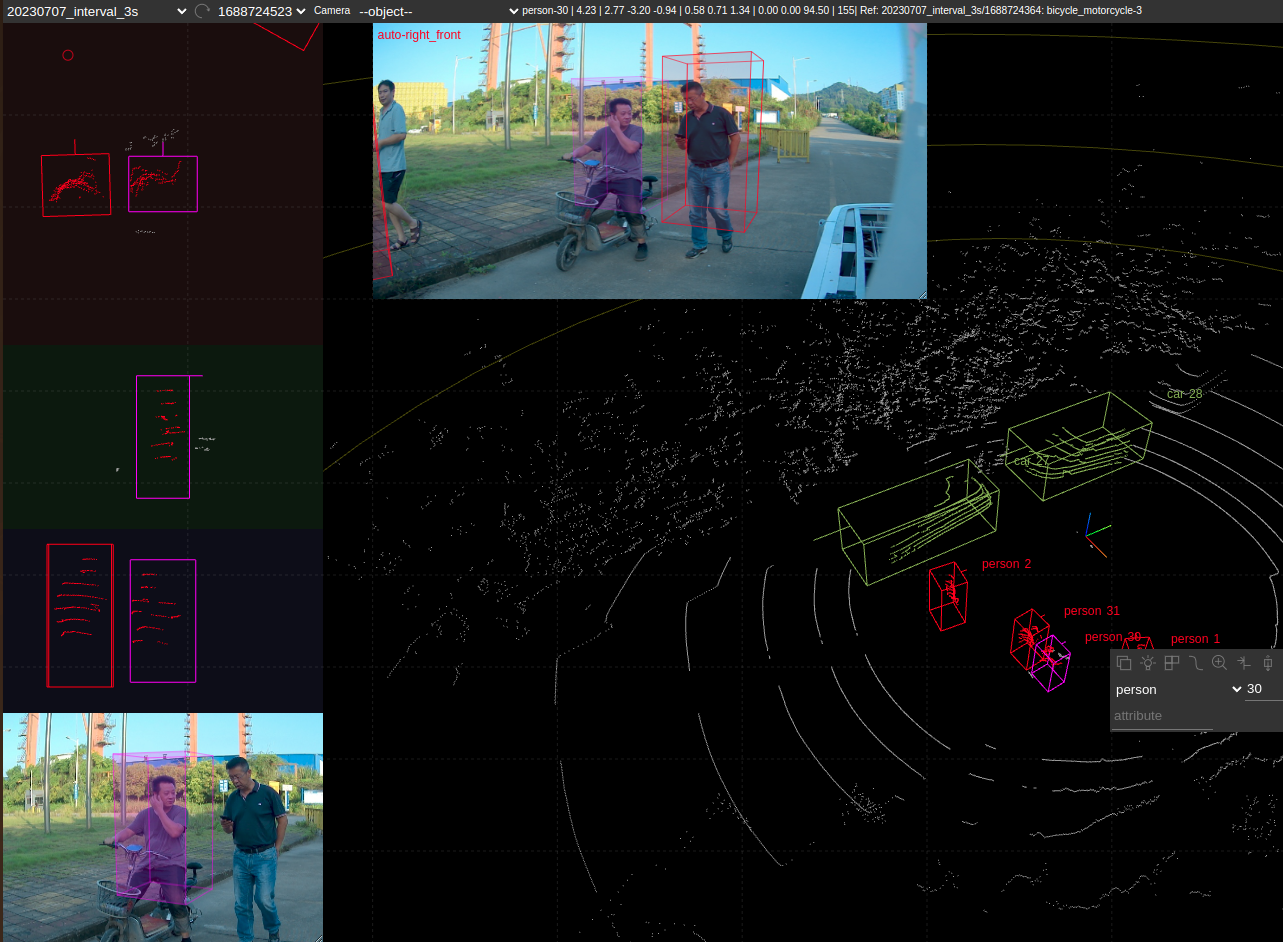 20230707_interval_3s 1688724523 Camera --object-- person-30 | 4.23 | 2.77 -3.20 -0.94 | 0.58 0.71 1.34 | 0.00 0.00 94.50 | 155| Ref: 20230707_interval_3s/1688724364: bicycle_motorcycle-3
auto-right_front
car 28
car 27
person 2
person 31
person 30
person 1
person 30
attribute